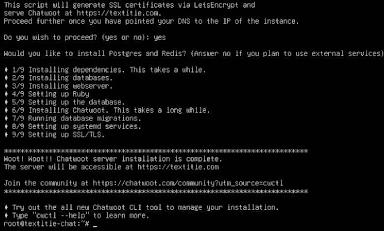 This script will generate SSL certificates via LetsEncrypt and
serve Chatwoot at https://textitie.com.
Proceed further once you have pointed your DNS to the IP of the instance.
Do you wish to proceed? (yes or no): yes
Would you like to install Postgres and Redis? (Answer no if you plan to use external services)
♦ 1/9 Installing dependencies. This takes a while.
♦ 2/9 Installing databases.
♦ 3/9 Installing webserver.
♦ 4/9 Setting up Ruby
♦ 5/9 Setting up the database.
♦ 6/9 Installing Chatwoot. This takes a long while.
♦ 7/9 Running database migrations.
♦ 8/9 Setting up systemd services.
♦ 9/9 Setting up SSL/TLS.
Woot! Woot!! Chatwoot server installation is complete.
The server will be accessible at https://textitie.com
Join the community at https://chatwoot.com/community?utm_source=cwctl
♦ Try out the all new Chatwoot CLI tool to manage your installation.
♦ Type "cwctl --help" to learn more.
root@textitie-chat:~# _